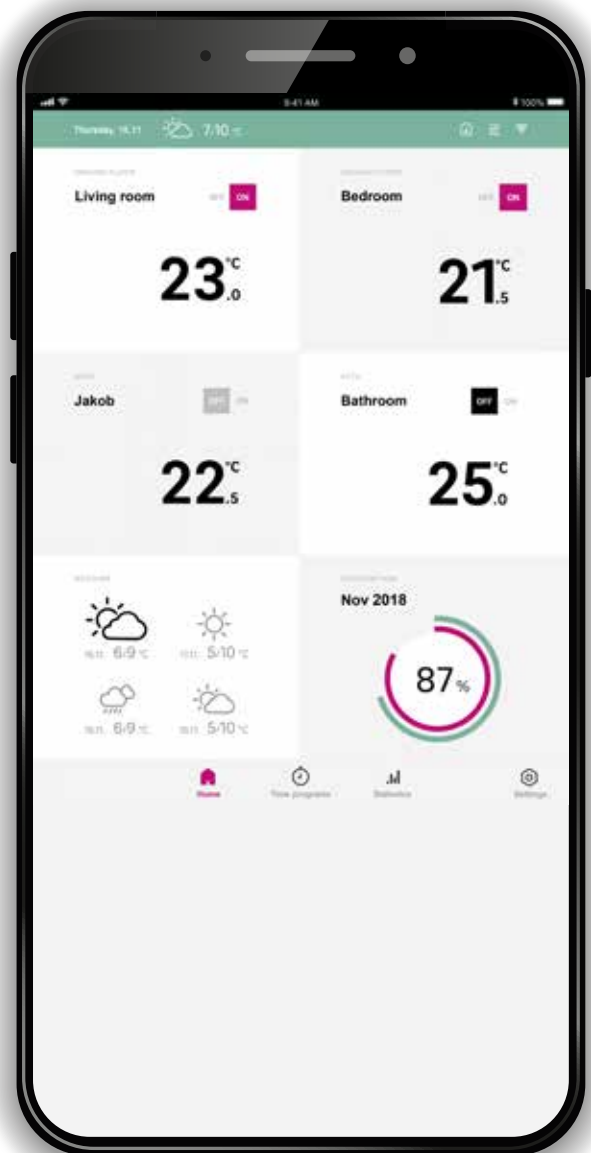 9:41 AM 100%
Thursday, 15.11 7/10 °C
Living room OFF ON
23.0 °C
Bedroom OFF ON
21.5 °C
Jakob OFF ON
22.5 °C
Bathroom OFF ON
25.0 °C
6/9 °C 5/10 °C
6/9 °C 5/10 °C
Nov 2018
87%
Home Time programs Statistics Settings